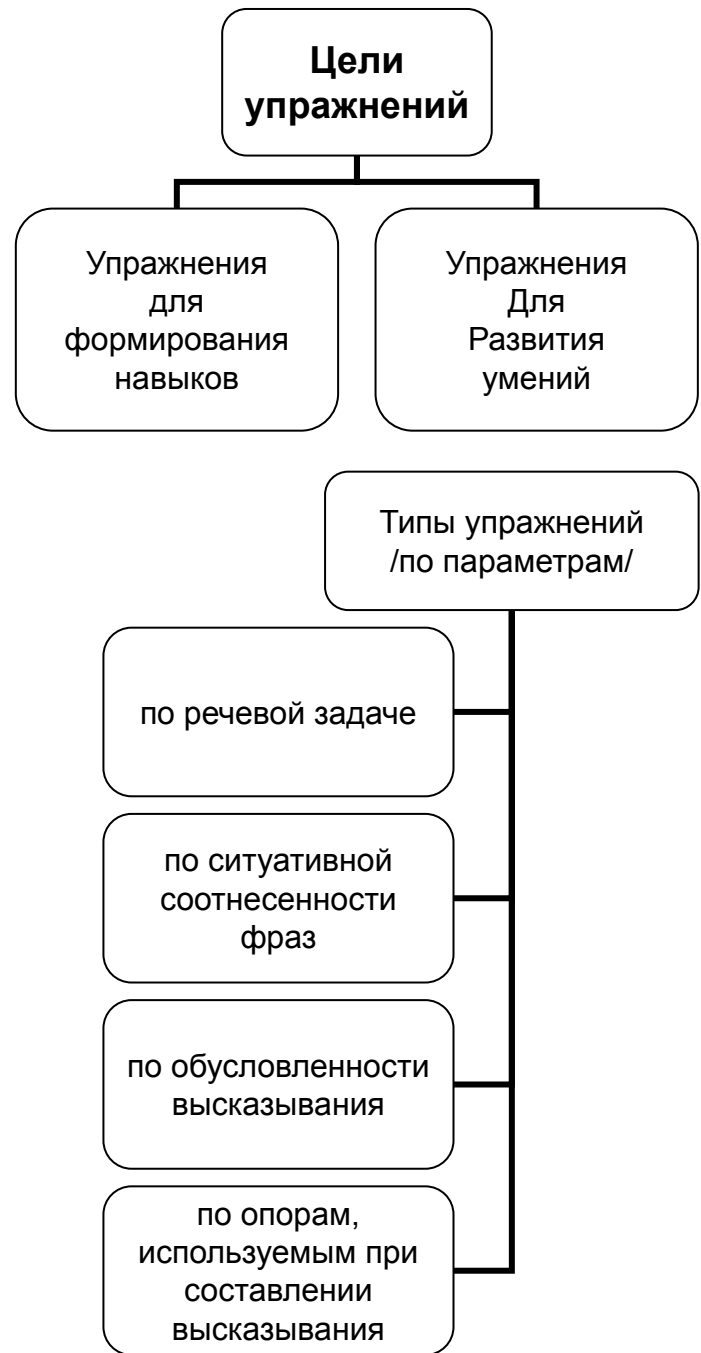 Цели
упражнений
Упражнения
для
формирования
навыков
Упражнения
Для
Развития
умений
Типы упражнений
/по параметрам/
по речевой задаче
по ситуативной
соотнесенности
фраз
по обусловленности
высказывания
по опорам,
используемым при
составлении
высказывания